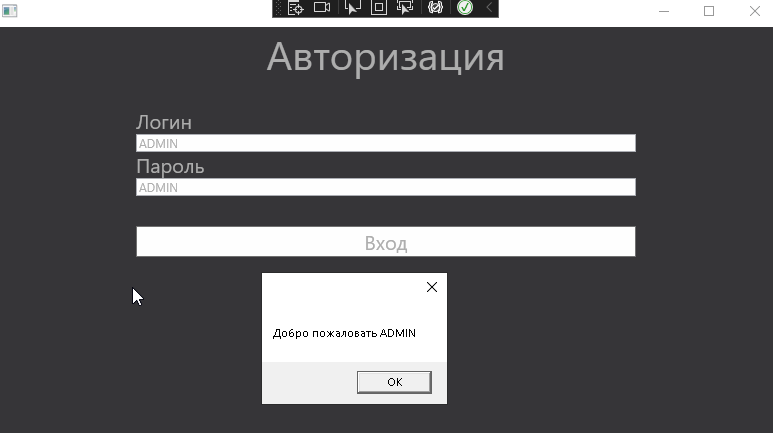 Авторизация
Логин
ADMIN
Пароль
ADMIN
Вход
Добро пожаловать ADMIN
OK